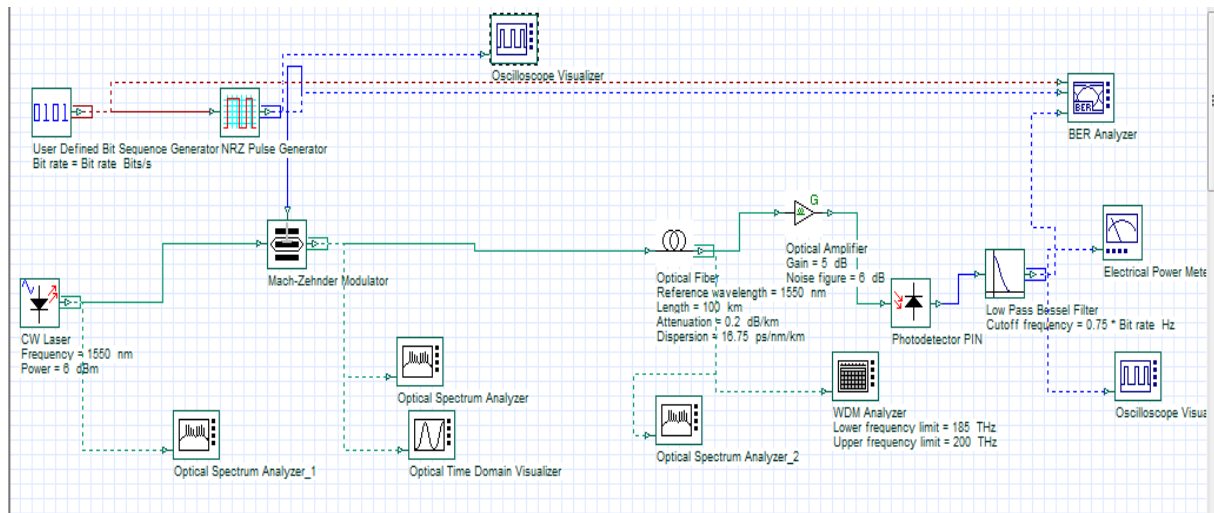 Oscilloscope Visualizer
0101
User Defined Bit Sequence Generator
Bit rate = Bit rate Bits/s
NRZ Pulse Generator
BER
BER Analyzer
Mach-Zehnder Modulator
G
Optical Amplifier
Gain = 5 dB
Noise figure = 6 dB
Optical Fiber
Reference wavelength = 1550 nm
Length = 100 km
Attenuation = 0.2 dB/km
Dispersion = 16.75 ps/nm/km
Electrical Power Mete
Low Pass Bessel Filter
Cutoff frequency = 0.75 * Bit rate Hz
Photodetector PIN
CW Laser
Frequency = 1550 nm
Power = 6 dBm
Optical Spectrum Analyzer
WDM Analyzer
Lower frequency limit = 185 THz
Upper frequency limit = 200 THz
Oscilloscope Visua
Optical Spectrum Analyzer_1
Optical Time Domain Visualizer
Optical Spectrum Analyzer_2